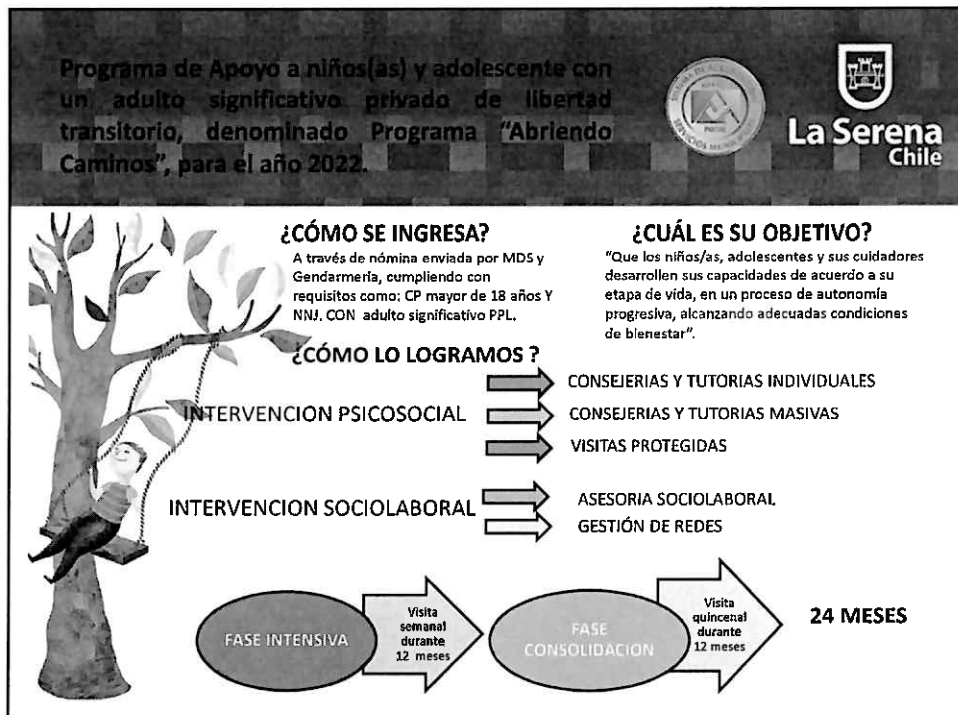 Programa de Apoyo a niños(as) y adolescente con
un adulto significativo privado de libertad
transitorio, denominado Programa "Abriendo
Caminos", para el año 2022.
La Serena
Chile
¿CÓMO SE INGRESA?
A través de nómina enviada por MDS y
Gendarmería, cumpliendo con
requisitos como: CP mayor de 18 años Y
NNJ. CON adulto significativo PPL.
¿CUÁL ES SU OBJETIVO?
"Que los niños/as, adolescentes y sus cuidadores
desarrollen sus capacidades de acuerdo a su
etapa de vida, en un proceso de autonomía
progresiva, alcanzando adecuadas condiciones
de bienestar".
¿CÓMO LO LOGRAMOS ?
INTERVENCION PSICOSOCIAL
CONSEJERIAS Y TUTORIAS INDIVIDUALES
CONSEJERIAS Y TUTORIAS MASIVAS
VISITAS PROTEGIDAS
INTERVENCION SOCIOLABORAL
ASESORIA SOCIOLABORAL
GESTIÓN DE REDES
FASE INTENSIVA
Visita
semanal
durante
12 meses
FASE
CONSOLIDACION
Visita
quincenal
durante
12 meses
24 MESES